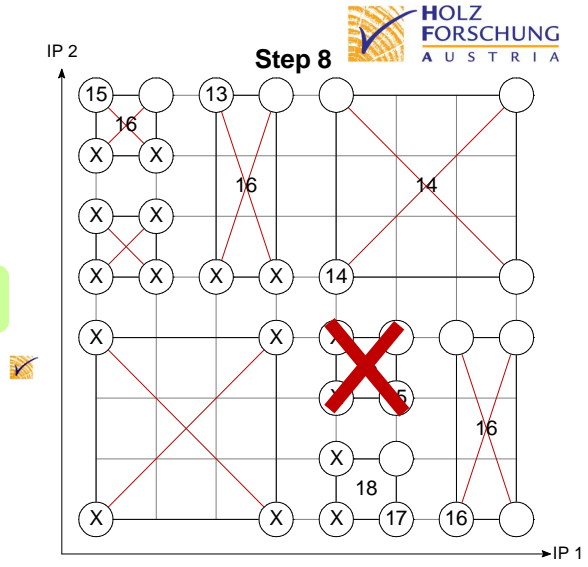 HOLZ
FORSCHUNG
AUSTRIA
Step 8
IP 2
15 13
16
X X
16 14
X X
X X X X 14
X X X
X 5
16
X
18
X X X 17 16
IP 1